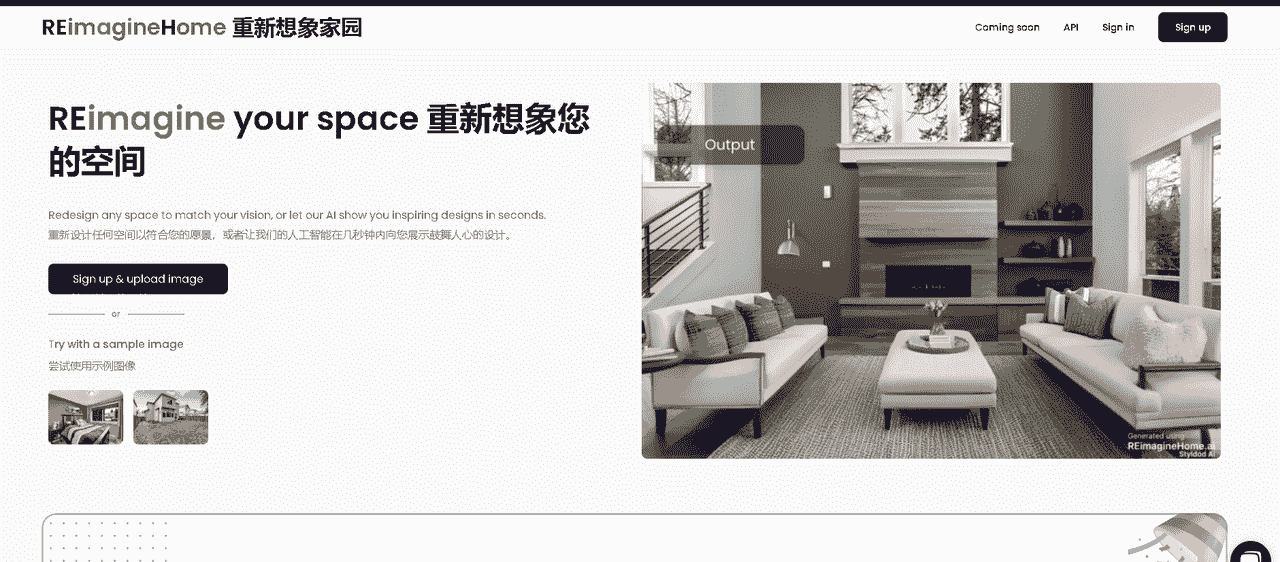 REimagineHome 重新想象家园
Coming soon
API
Sign in
Sign up
REimagine your space 重新想象您
的空间
Redesign any space to match your vision, or let our AI show you inspiring designs in seconds.
重新设计任何空间以符合您的愿景，或者让我们的人工智能在几秒钟内向您展示鼓舞人心的设计。
Sign up & upload image
or
Try with a sample image
尝试使用示例图像
Output
Generated using
REimagineHome.ai
Styldod AI